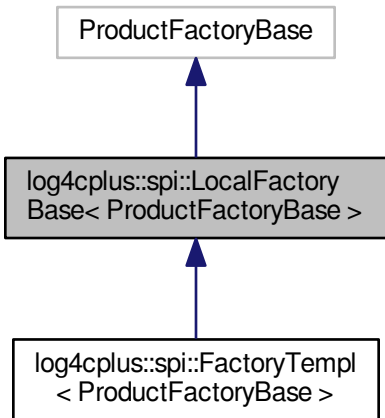 ProductFactoryBase
log4cplus::spi::LocalFactory
Base< ProductFactoryBase >
log4cplus::spi::FactoryTempl
< ProductFactoryBase >